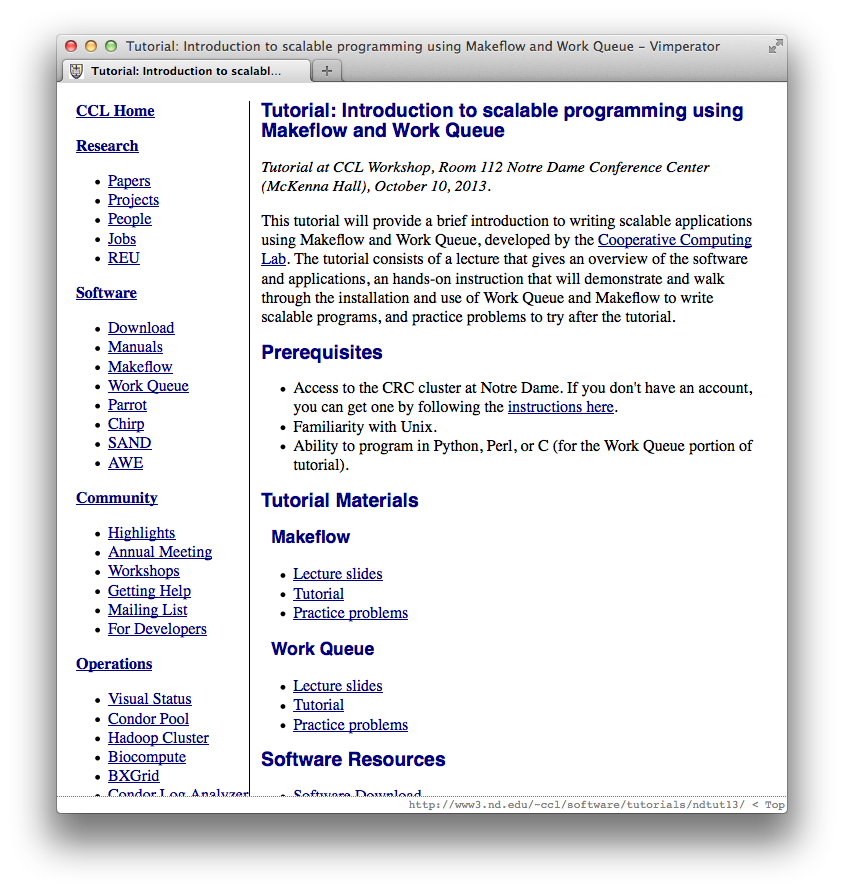 Tutorial: Introduction to scalable programming using Makeflow and Work Queue - Vimperator
Tutorial: Introduction to scalabl...
CCL Home
Research
Papers
Projects
People
Jobs
REU
Software
Download
Manuals
Makeflow
Work Queue
Parrot
Chirp
SAND
AWE
Community
Highlights
Annual Meeting
Workshops
Getting Help
Mailing List
For Developers
Operations
Visual Status
Condor Pool
Hadoop Cluster
Biocompute
BXGrid
Condor Log Analyzer
Tutorial: Introduction to scalable programming using
Makeflow and Work Queue
Tutorial at CCL Workshop, Room 112 Notre Dame Conference Center
(McKenna Hall), October 10, 2013.
This tutorial will provide a brief introduction to writing scalable applications
using Makeflow and Work Queue, developed by the Cooperative Computing
Lab. The tutorial consists of a lecture that gives an overview of the software
and applications, an hands-on instruction that will demonstrate and walk
through the installation and use of Work Queue and Makeflow to write
scalable programs, and practice problems to try after the tutorial.
Prerequisites
Access to the CRC cluster at Notre Dame. If you don't have an account,
you can get one by following the instructions here.
Familiarity with Unix.
Ability to program in Python, Perl, or C (for the Work Queue portion of
tutorial).
Tutorial Materials
Makeflow
Lecture slides
Tutorial
Practice problems
Work Queue
Lecture slides
Tutorial
Practice problems
Software Resources
Software Download
http://www3.nd.edu/~ccl/software/tutorials/ndtut13/ < Top